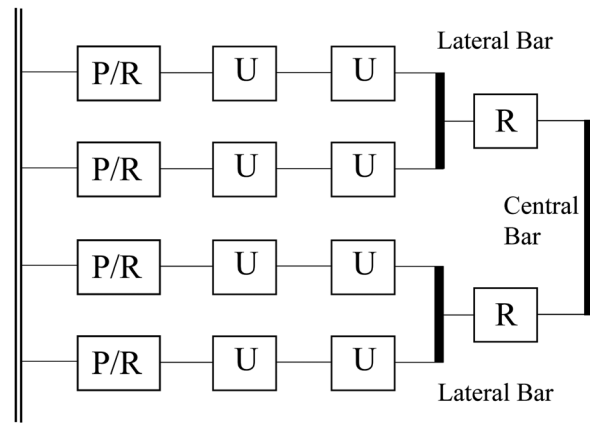 Lateral Bar
P/R U U
R
P/R U U
Central
Bar
P/R U U
R
P/R U U
Lateral Bar